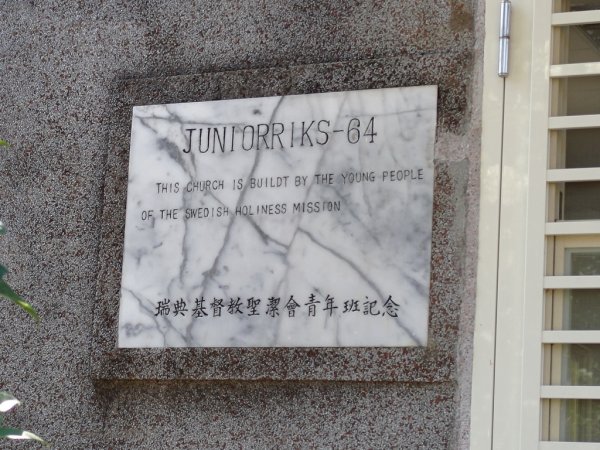 JUNIORRIKS-64
THIS CHURCH IS BUILDT BY THE YOUNG PEOPLE
OF THE SWEDISH HOLINESS MISSION
瑞典基督教聖潔會青年班記念